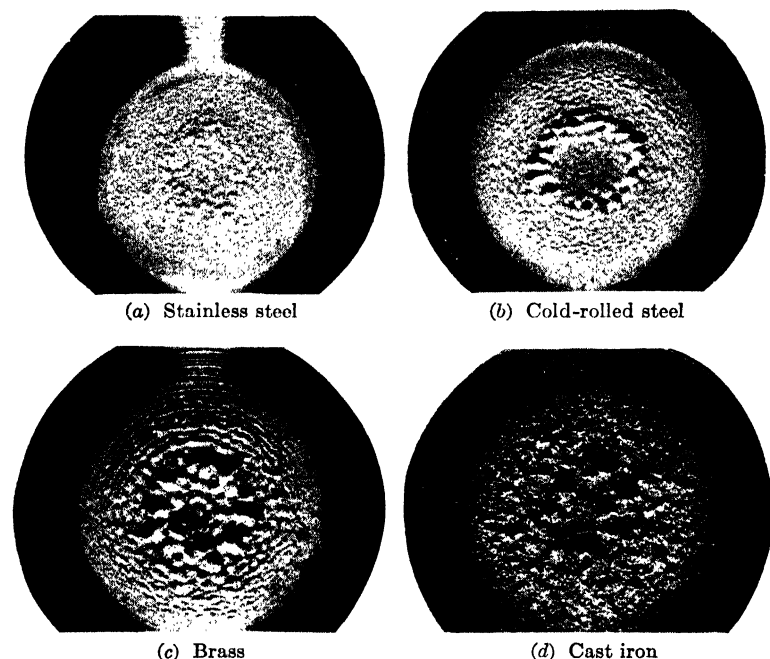 (a) Stainless steel
(b) Cold-rolled steel
(c) Brass
(d) Cast iron